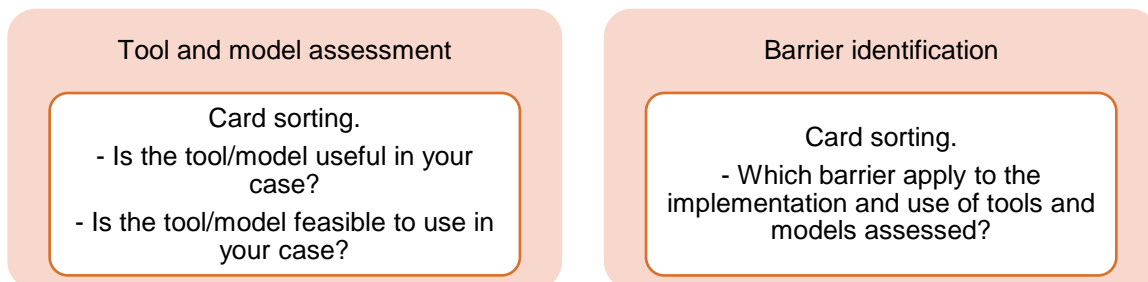 Tool and model assessment
Card sorting.
- Is the tool/model useful in your
case?
- Is the tool/model feasible to use in
your case?
Barrier identification
Card sorting.
- Which barrier apply to the
implementation and use of tools and
models assessed?